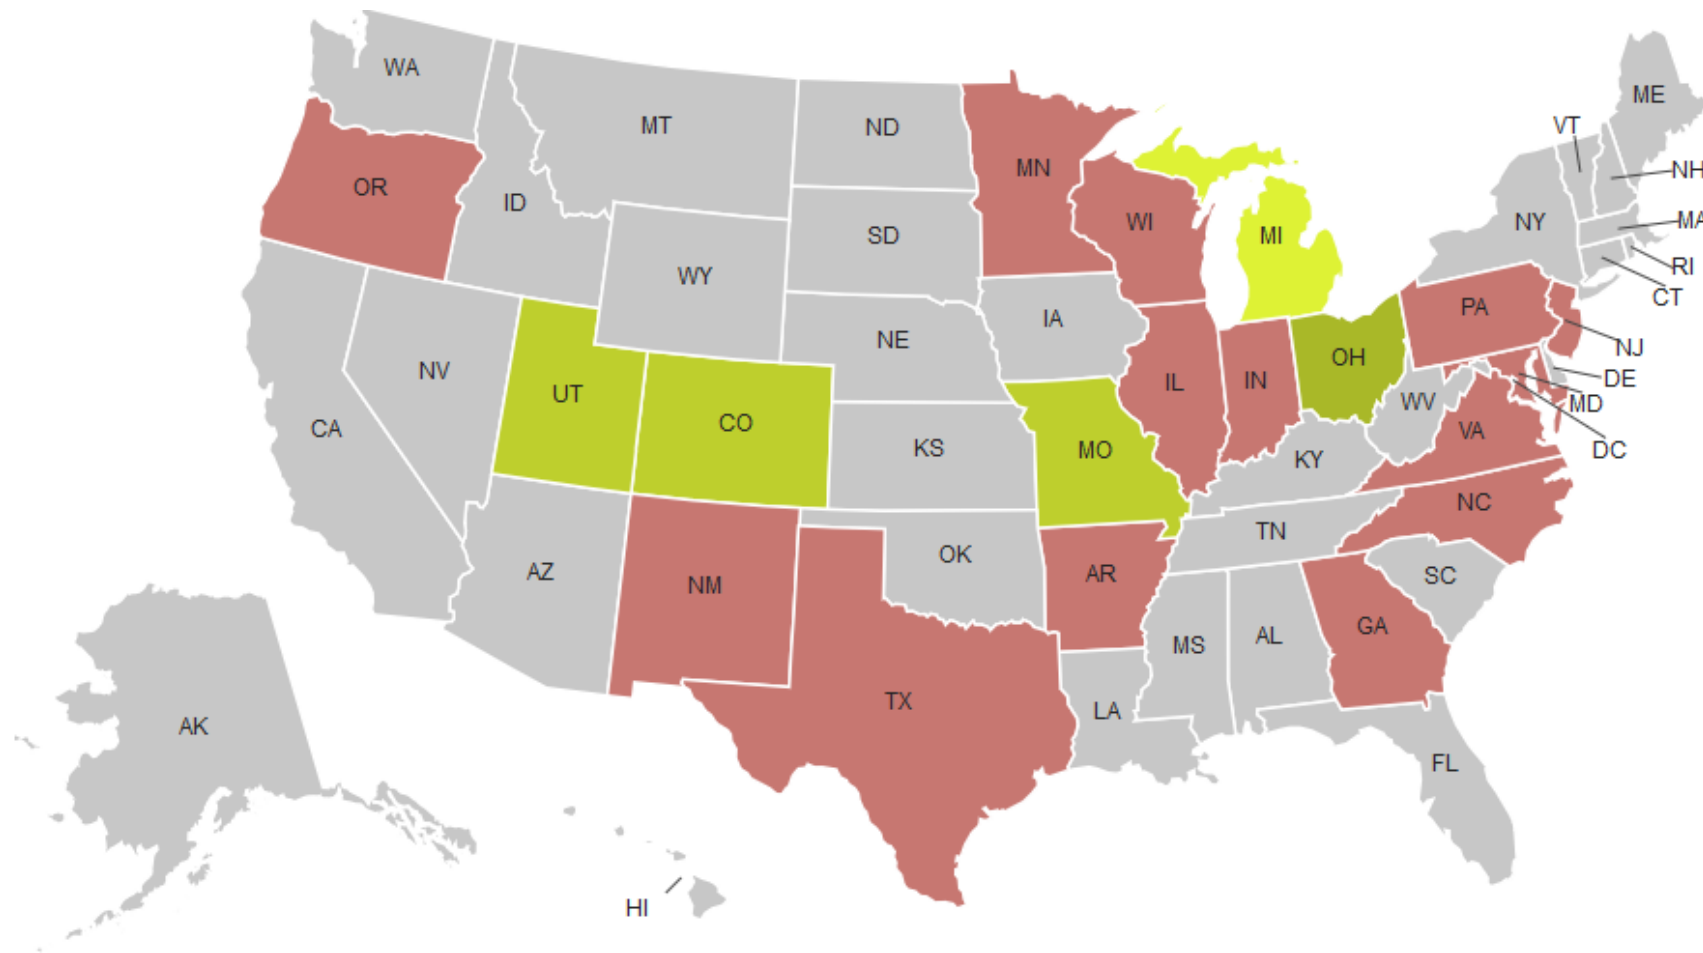 WA
ME
MT
ND
VT
MN
NH
OR
ID
NY
MA
WI
SD
MI
RI
WY
CT
PA
IA
NE
NJ
OH
NV
DE
UT
IL
IN
WV
MD
CO
CA
VA
KS
MO
DC
KY
NC
TN
OK
AZ
AR
SC
NM
GA
AL
MS
TX
LA
AK
FL
HI